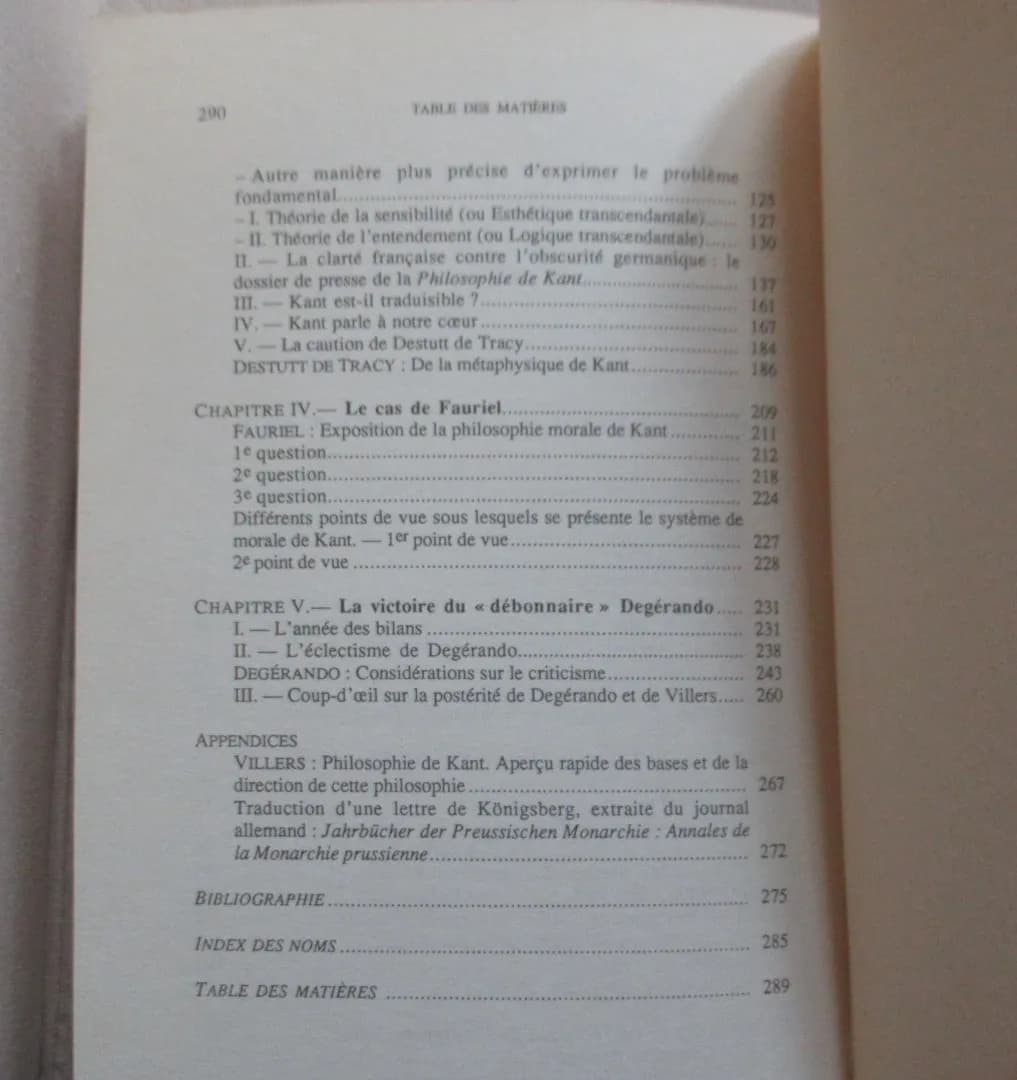 290 TABLE DES MATIÈRES
– Autre manière plus précise d'exprimer le problème
fondamental.................... 125
– I. Théorie de la sensibilité (ou Esthétique transcendantale)...... 127
– II. Théorie de l'entendement (ou Logique transcendantale)...... 130
II. — La clarté française contre l'obscurité germanique : le
dossier de presse de la Philosophie de Kant.................... 137
III. — Kant est-il traduisible ?.................... 161
IV. — Kant parle à notre cœur.................... 167
V. — La caution de Destutt de Tracy.................... 184
DESTUTT DE TRACY : De la métaphysique de Kant.................... 186
CHAPITRE IV.— Le cas de Fauriel.................... 209
FAURIEL : Exposition de la philosophie morale de Kant............. 211
1e question.................... 212
2e question.................... 218
3e question.................... 224
Différents points de vue sous lesquels se présente le système de
morale de Kant. — 1er point de vue.................... 227
2e point de vue.................... 228
CHAPITRE V.— La victoire du « débonnaire » Degérando..... 231
I. — L'année des bilans.................... 231
II. — L'éclectisme de Degérando.................... 238
DEGÉRANDO : Considérations sur le criticisme.................... 243
III. — Coup-d'œil sur la postérité de Degérando et de Villers..... 260
APPENDICES
VILLERS : Philosophie de Kant. Aperçu rapide des bases et de la
direction de cette philosophie.................... 267
Traduction d'une lettre de Königsberg, extraite du journal
allemand : Jahrbücher der Preussischen Monarchie : Annales de
la Monarchie prussienne.................... 272
BIBLIOGRAPHIE.................... 275
INDEX DES NOMS.................... 285
TABLE DES MATIÈRES.................... 289